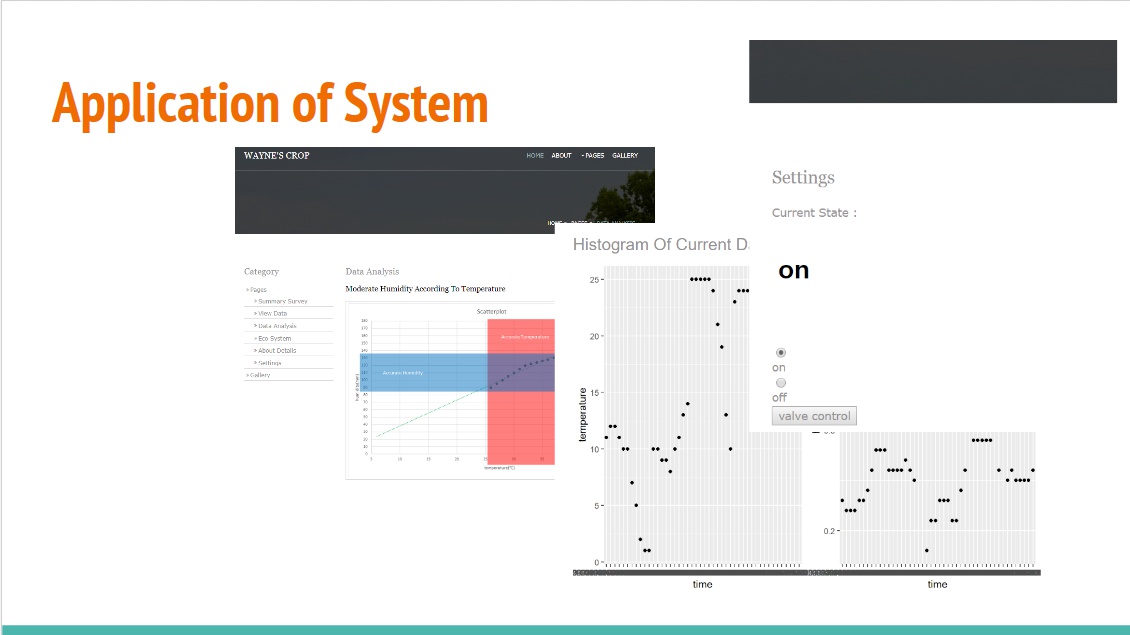 Application of System
WAYNE'S CROP
HOME ABOUT PAGES GALLERY
Category
Pages
Summary Survey
View Data
Data Analysis
Eco System
About Details
Settings
Gallery
Data Analysis
Moderate Humidity According To Temperature
Scatterplot
Accurate Temperature
Accurate Humidity
temperature(°C)
Histogram Of Current D
25
20
15
10
5
0
temperature
time
Settings
Current State :
on
on
off
valve control
0.2
time